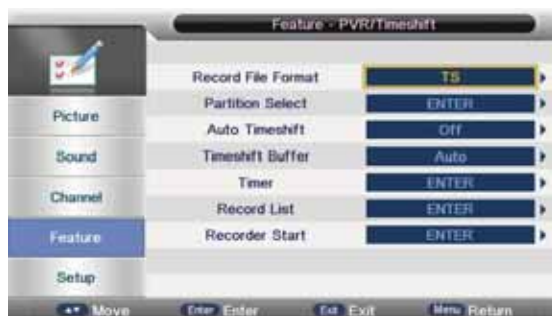 Feature - PVR/Timeshift
Record File Format TS
Partition Select ENTER
Auto Timeshift Off
Timeshift Buffer Auto
Timer ENTER
Record List ENTER
Recorder Start ENTER
Picture
Sound
Channel
Feature
Setup
Move Enter Enter Exit Exit Menu Return